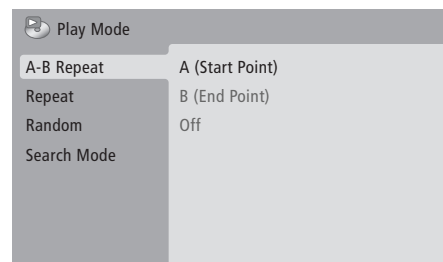 Play Mode
A-B Repeat
Repeat
Random
Search Mode
A (Start Point)
B (End Point)
Off